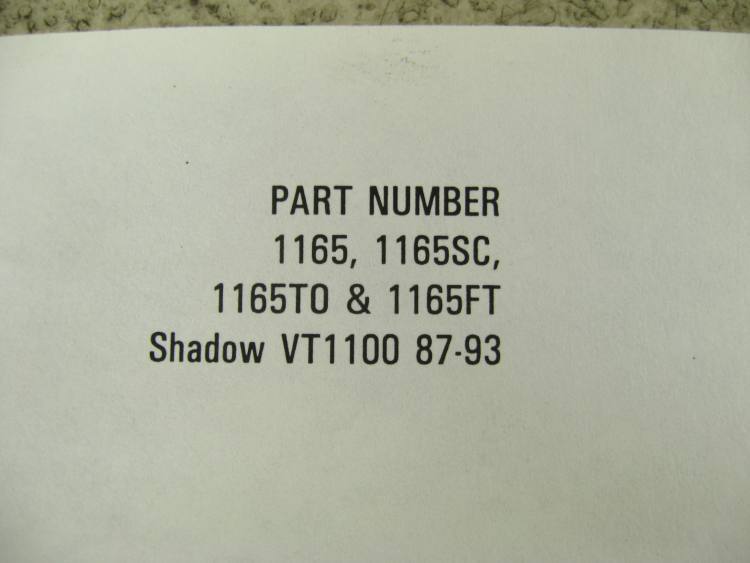 PART NUMBER
1165, 1165SC,
1165TO & 1165FT
Shadow VT1100 87-93